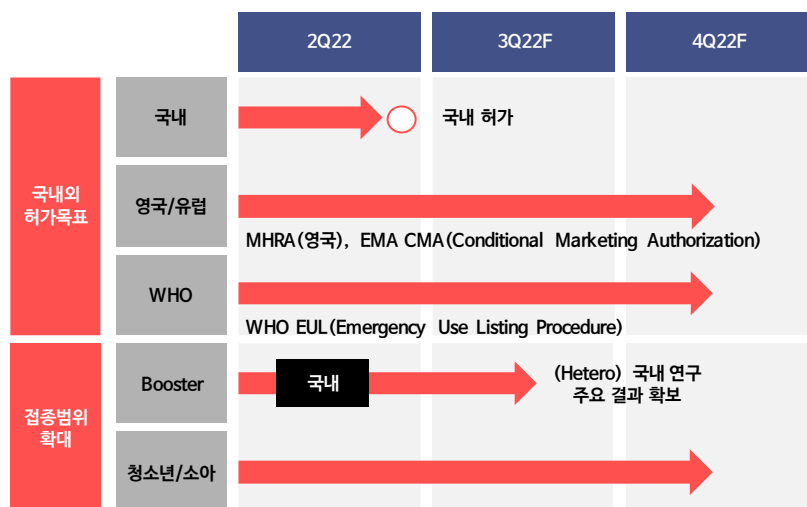 2Q22
3Q22F
4Q22F
국내외
허가목표
국내
국내 허가
영국/유럽
MHRA(영국), EMA CMA(Conditional Marketing Authorization)
WHO
WHO EUL(Emergency Use Listing Procedure)
접종범위
확대
Booster
국내
(Hetero) 국내 연구
주요 결과 확보
청소년/소아